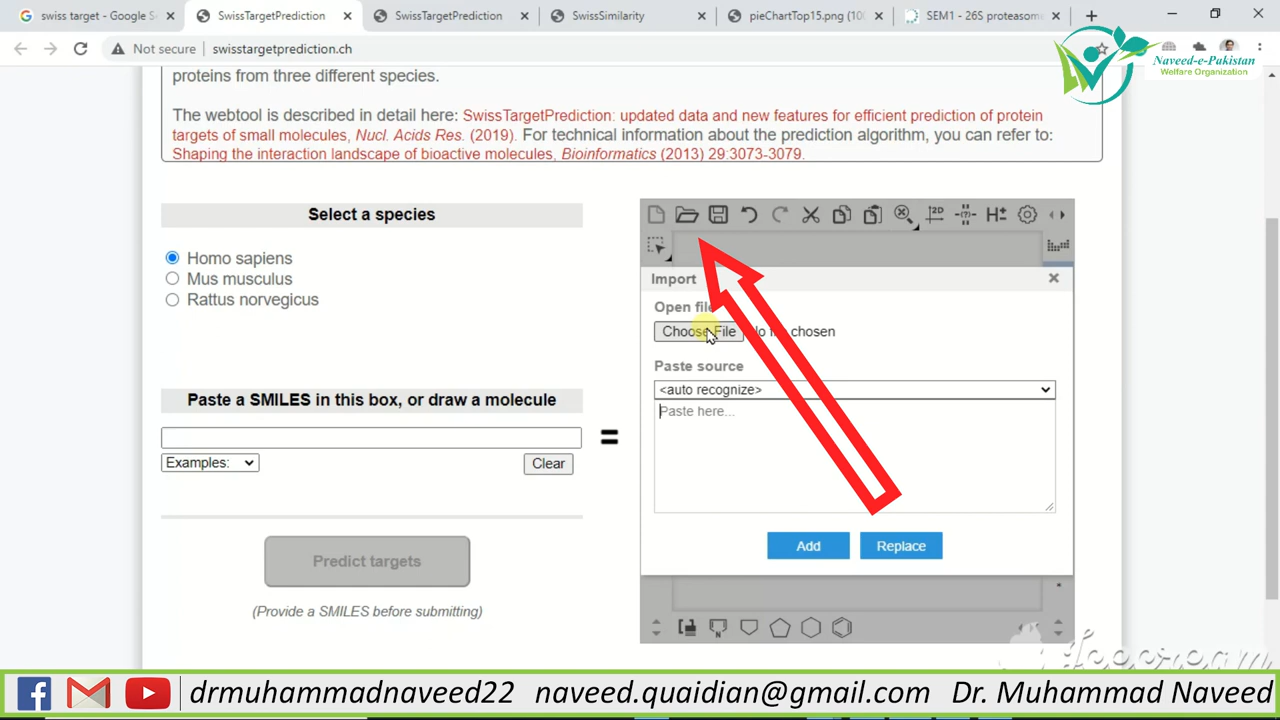 swiss target - Google S
SwissTargetPrediction
SwissTargetPrediction
SwissSimilarity
pieChartTop15.png (100
SEM1 - 26S proteasome
Not secure
swisstargetprediction.ch
Naveed-e-Pakistan
Welfare Organization
proteins from three different species.
The webtool is described in detail here: SwissTargetPrediction: updated data and new features for efficient prediction of protein
targets of small molecules, Nucl. Acids Res. (2019). For technical information about the prediction algorithm, you can refer to:
Shaping the interaction landscape of bioactive molecules, Bioinformatics (2013) 29:3073-3079.
Select a species
Homo sapiens
Mus musculus
Rattus norvegicus
Paste a SMILES in this box, or draw a molecule
=
Examples:
Clear
Predict targets
(Provide a SMILES before submitting)
2D
H±
Import
Open file
Choose File
chosen
Paste source
<auto recognize>
Paste here...
Add
Replace
N
drmuhammadnaveed22 naveed.quaidian@gmail.com Dr. Muhammad Naveed